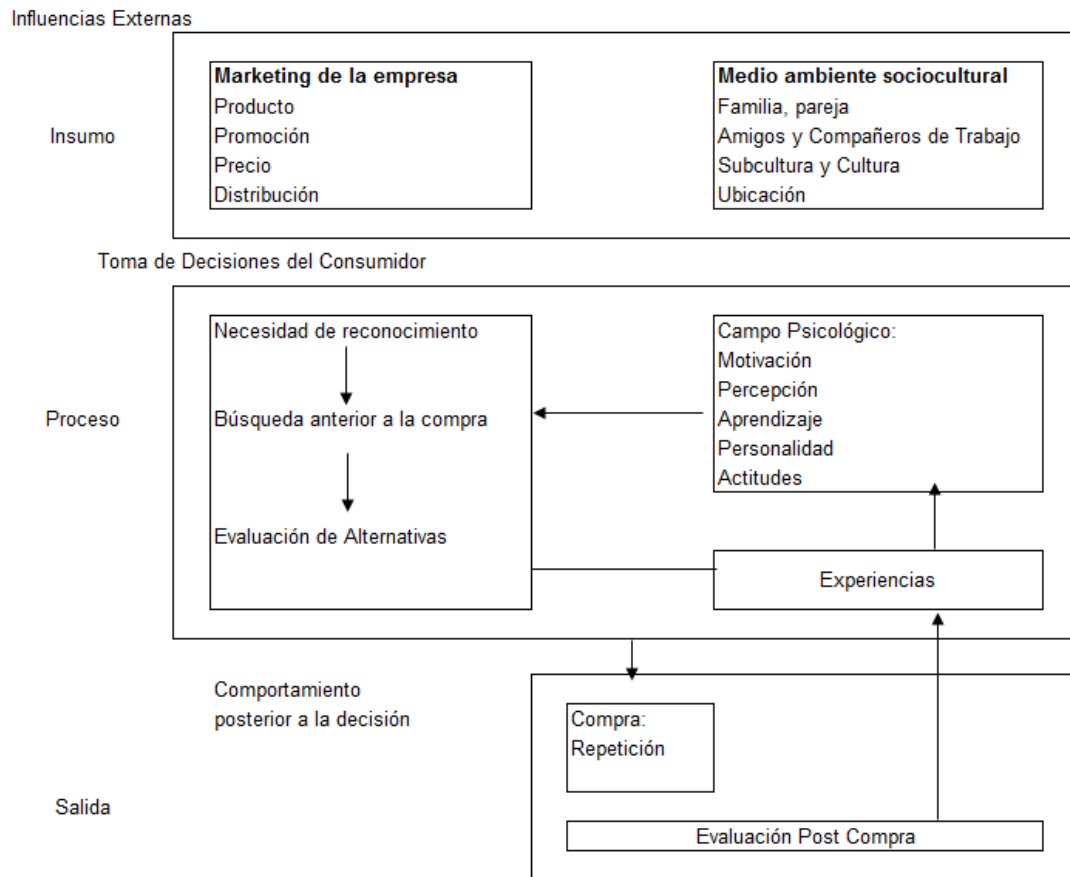 Influencias Externas
Insumo
Marketing de la empresa
Producto
Promoción
Precio
Distribución
Medio ambiente sociocultural
Familia, pareja
Amigos y Compañeros de Trabajo
Subcultura y Cultura
Ubicación
Toma de Decisiones del Consumidor
Proceso
Necesidad de reconocimiento
Búsqueda anterior a la compra
Evaluación de Alternativas
Campo Psicológico:
Motivación
Percepción
Aprendizaje
Personalidad
Actitudes
Experiencias
Comportamiento
posterior a la decisión
Salida
Compra:
Repetición
Evaluación Post Compra